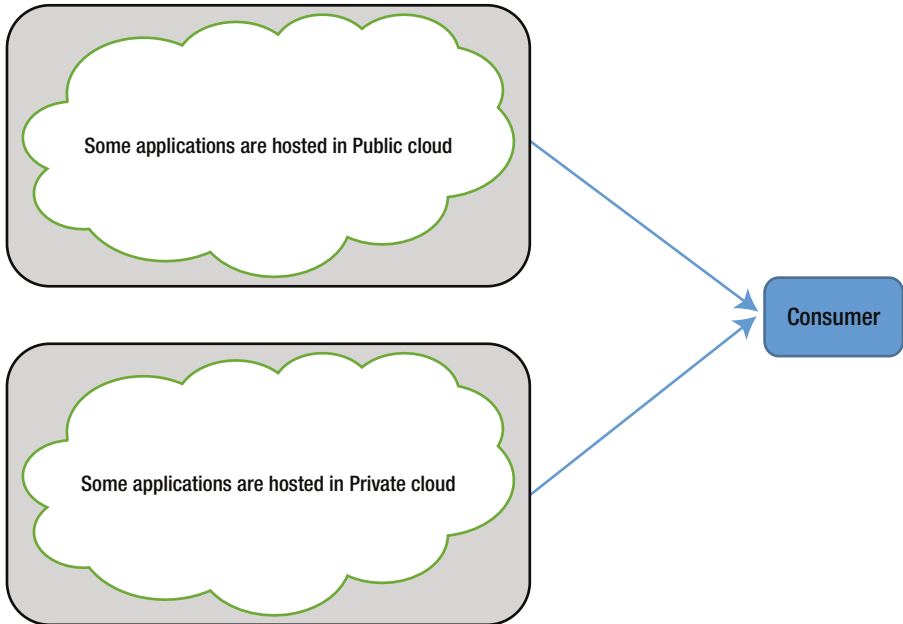 Some applications are hosted in Public cloud
Consumer
Some applications are hosted in Private cloud